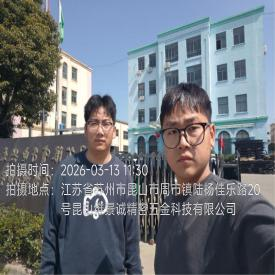 拍摄时间：2026-03-13 11:30
拍摄地点：江苏省苏州市昆山市周市镇陆杨佳乐路20
号昆山崴诚精密五金科技有限公司